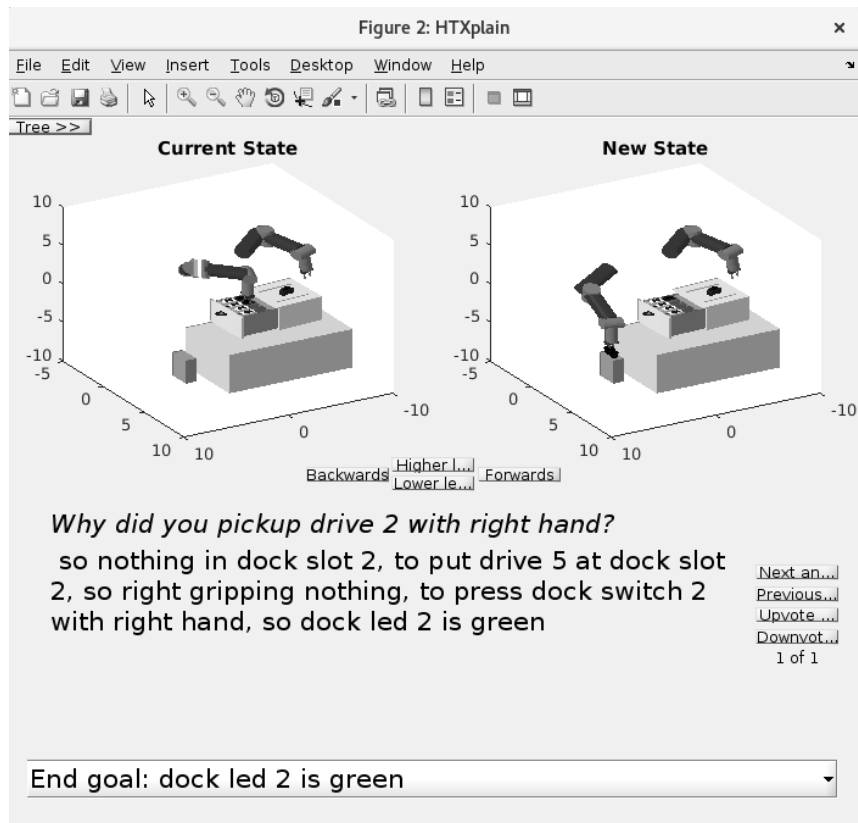 Figure 2: HTXplain
×
File Edit View Insert Tools Desktop Window Help
Tree >>
Current State
New State
10
5
0
-5
-10
-5
0
5
10
10
0
-10
10
5
0
-5
-10
-5
0
5
10
10
0
-10
Backwards
Higher l...
Lower le...
Forwards
Why did you pickup drive 2 with right hand?
so nothing in dock slot 2, to put drive 5 at dock slot
2, so right gripping nothing, to press dock switch 2
with right hand, so dock led 2 is green
Next an...
Previous...
Upvote ...
Downvot...
1 of 1
End goal: dock led 2 is green